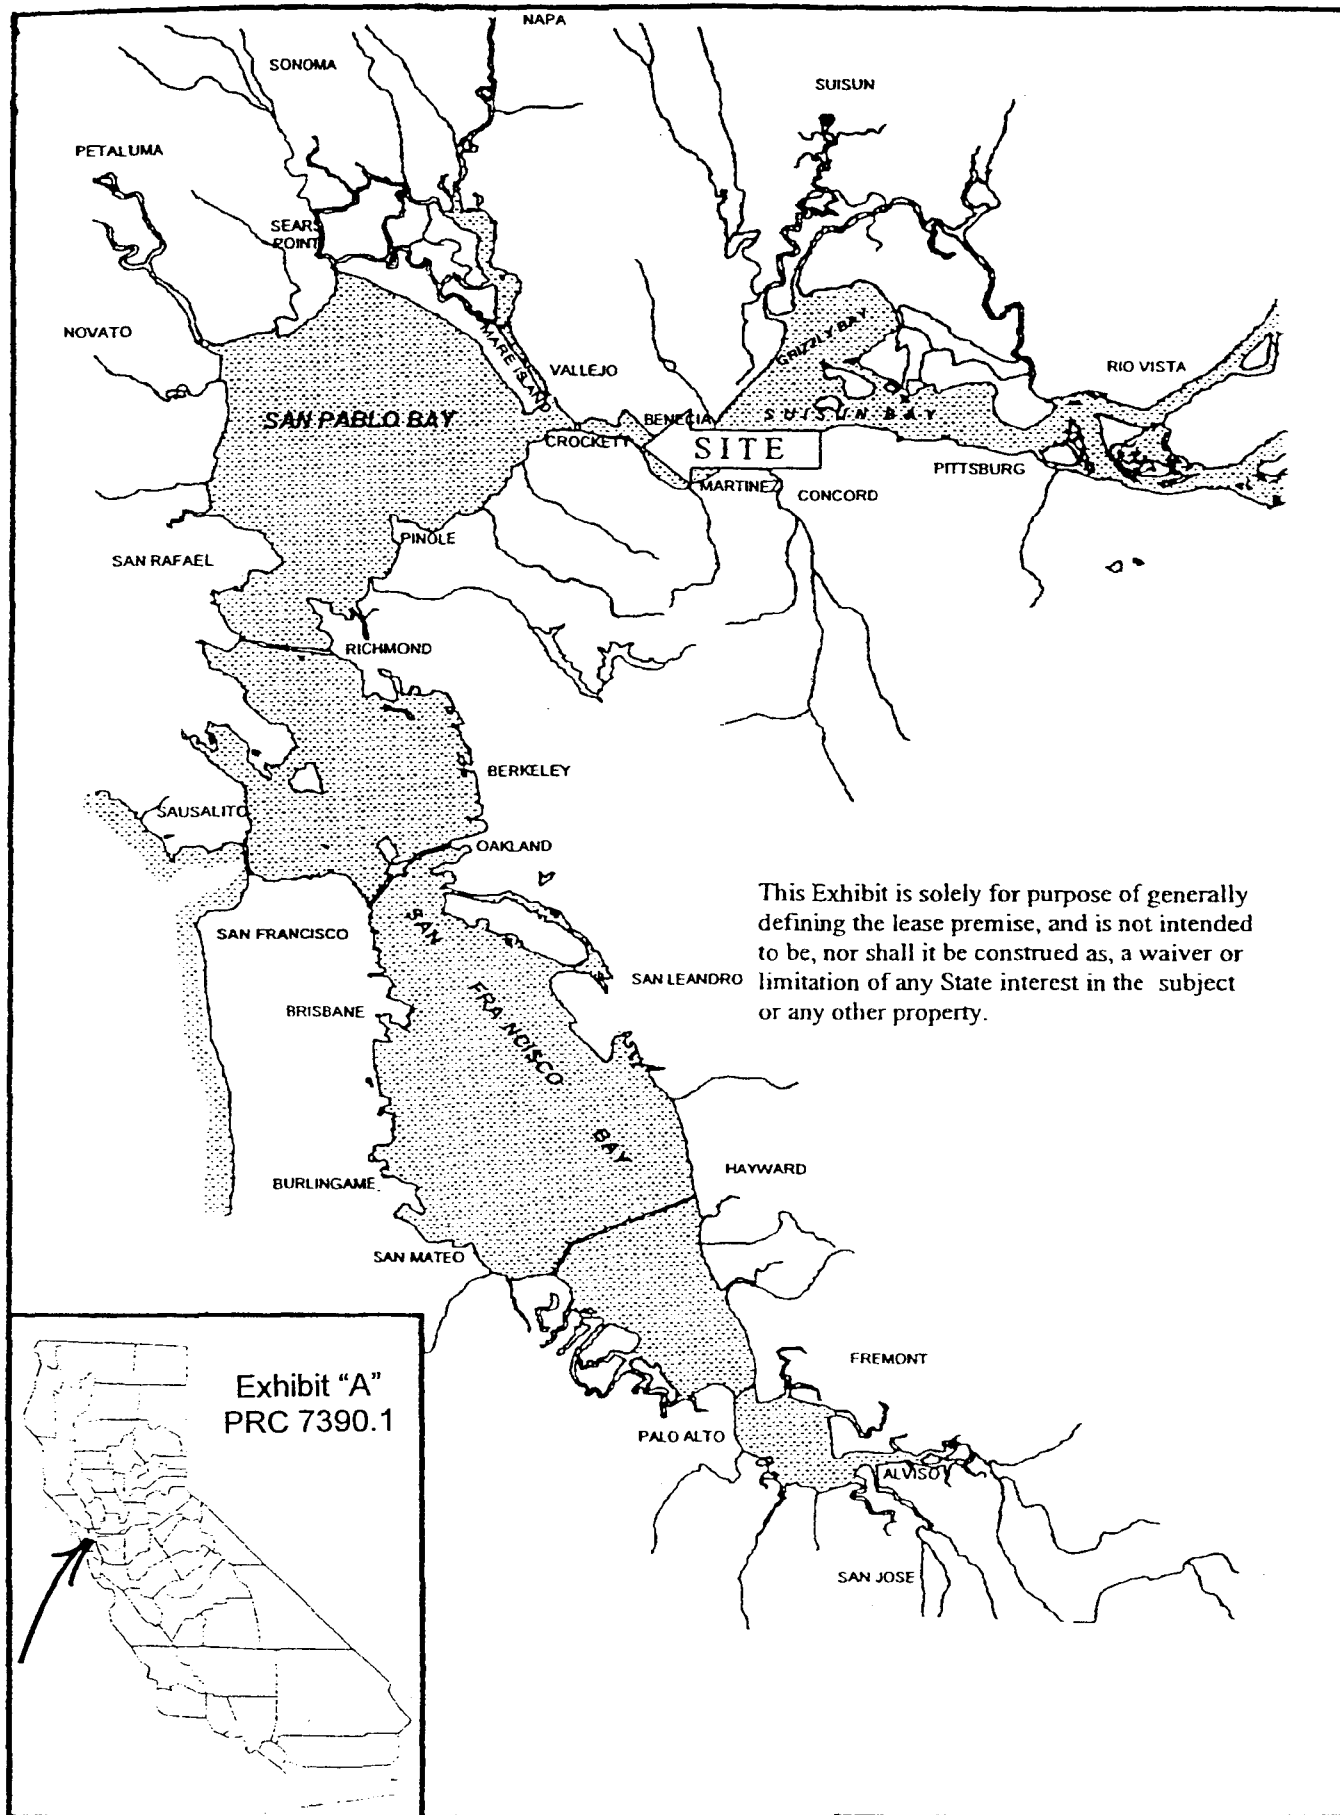 NAPA
SONOMA
SUISUN
PETALUMA
SEARS
POINT
NOVATO
MARE ISLAND
GRIZZLY BAY
VALLEJO
RIO VISTA
SAN PABLO BAY
BENECIA
SUISUN BAY
CROCKETT
SITE
PITTSBURG
MARTINEZ
CONCORD
PINOLE
SAN RAFAEL
RICHMOND
BERKELEY
SAUSALITO
OAKLAND
This Exhibit is solely for purpose of generally
defining the lease premise, and is not intended
to be, nor shall it be construed as, a waiver or
limitation of any State interest in the subject
or any other property.
SAN FRANCISCO
SAN FRANCISCO BAY
SAN LEANDRO
BRISBANE
HAYWARD
BURLINGAME
SAN MATEO
FREMONT
Exhibit “A”
PRC 7390.1
PALO ALTO
ALVISO
SAN JOSE